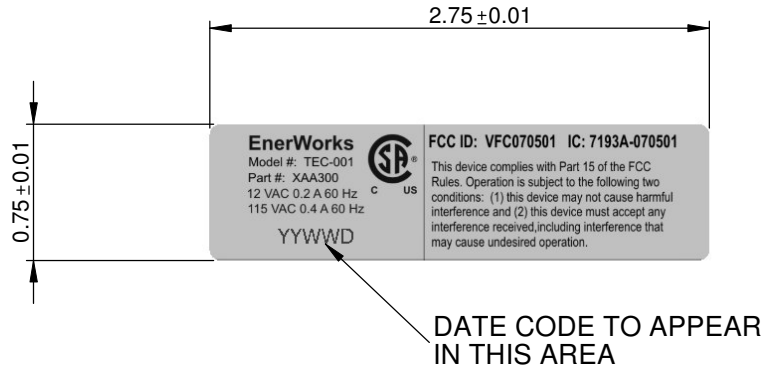 2.75±0.01
0.75±0.01
EnerWorks
Model #: TEC-001
Part #: XAA300
12 VAC 0.2 A 60 Hz
115 VAC 0.4 A 60 Hz
YYWWD
SA ®
C US
FCC ID: VFC070501 IC: 7193A-070501
This device complies with Part 15 of the FCC
Rules. Operation is subject to the following two
conditions: (1) this device may not cause harmful
interference and (2) this device must accept any
interference received,including interference that
may cause undesired operation.
DATE CODE TO APPEAR
IN THIS AREA